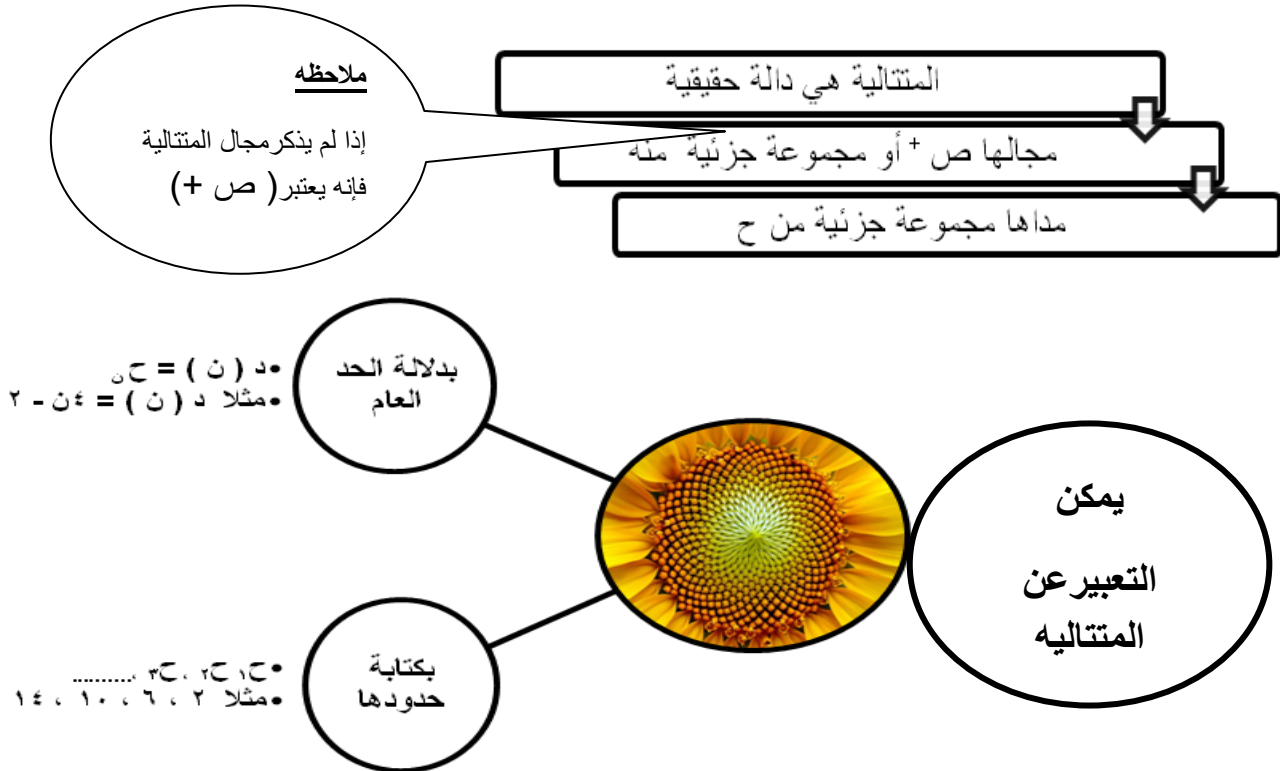 ملاحظه
إذا لم يذكرمجال المتتالية
فإنه يعتبر( ص +)
المتتالية هي دالة حقيقية
مجالها ص + أو مجموعة جزئية منه
مداها مجموعة جزئية من ح
يمكن
التعبيرعن
المتتاليه
بدلالة الحد
العام
•د ( ن ) = حن
•مثلا د ( ن ) = ٤ن - ٢
بكتابة
حدودها
•ح١ ح٢ ، ح٣ ، ..........
•مثلا ٢ ، ٦ ، ١٠ ، ١٤